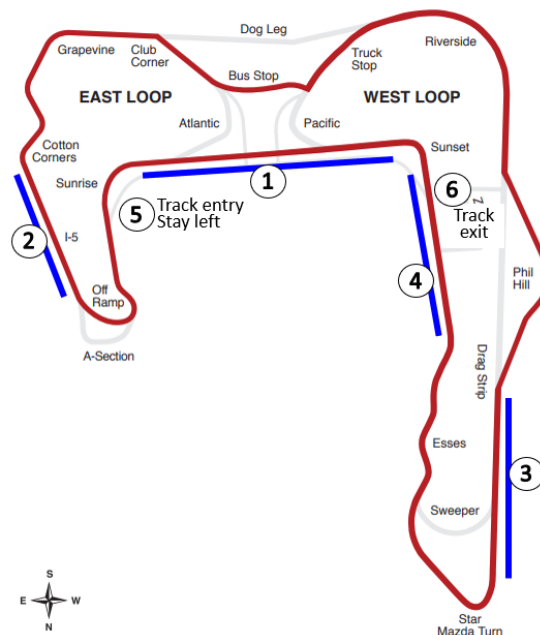 Dog Leg
Riverside
Grapevine
Club
Corner
Truck
Stop
Bus Stop
EAST LOOP
WEST LOOP
Atlantic
Pacific
Cotton
Corners
Sunset
Sunrise
1
6
Track
exit
5
Track entry
Stay left
2
I-5
4
Phil
Hill
Off
Ramp
A-Section
Drag Strip
Esses
3
Sweeper
S
E
W
N
Star
Mazda Turn